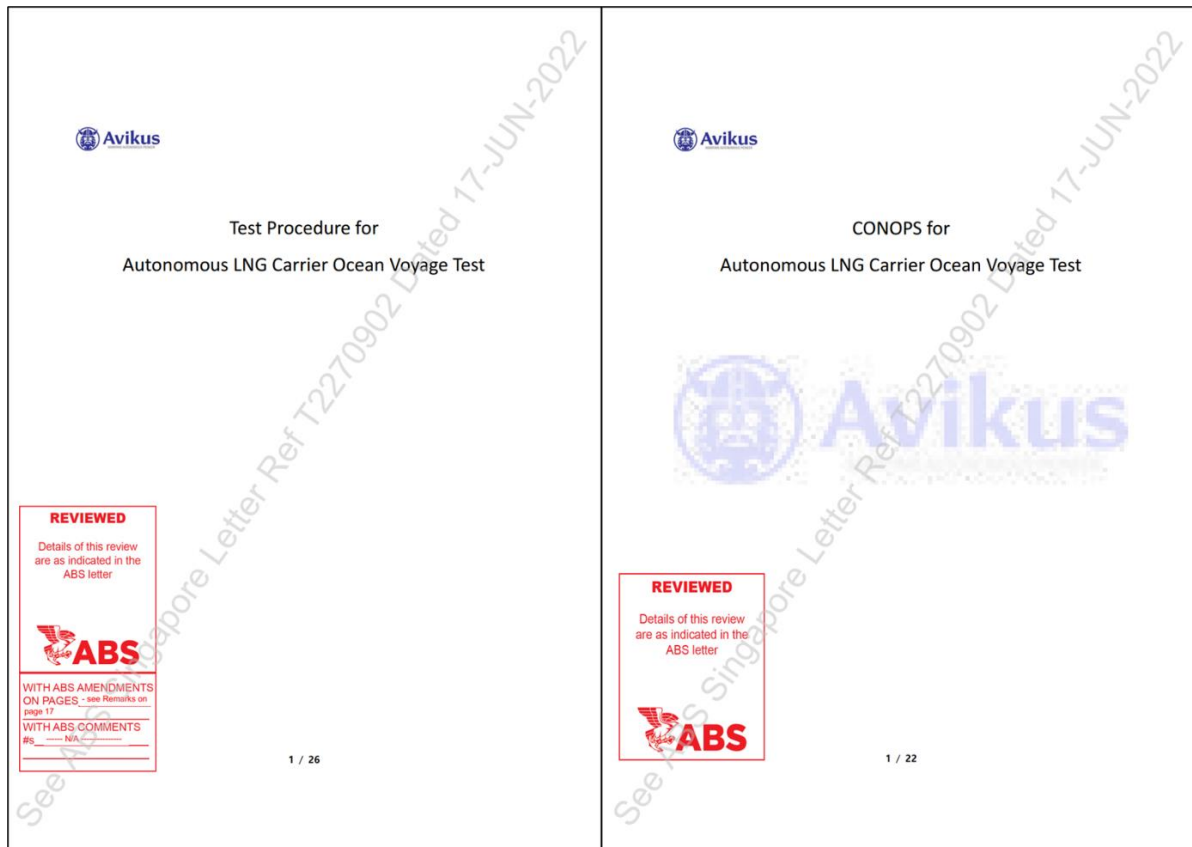 Avikus
Test Procedure for
Autonomous LNG Carrier Ocean Voyage Test
REVIEWED
Details of this review
are as indicated in the
ABS letter
ABS
WITH ABS AMENDMENTS
ON PAGES - see Remarks on
page 17
WITH ABS COMMENTS
#s ------ N/A ---------------
1 / 26
See ABS Singapore Letter Ref T2270902 Dated 17-JUN-2022
Avikus
CONOPS for
Autonomous LNG Carrier Ocean Voyage Test
Avikus
REVIEWED
Details of this review
are as indicated in the
ABS letter
ABS
1 / 22
See ABS Singapore Letter Ref T2270902 Dated 17-JUN-2022